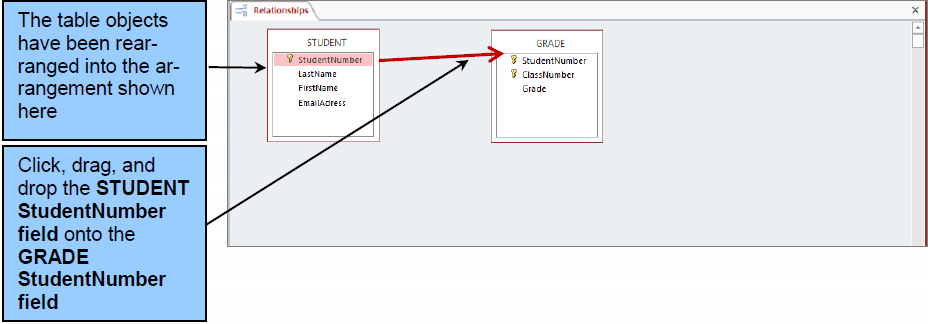 The table objects
have been rear-
ranged into the ar-
rangement shown
here
Click, drag, and
drop the STUDENT
StudentNumber
field onto the
GRADE
StudentNumber
field
Relationships
STUDENT
StudentNumber
LastName
FirstName
EmailAdress
GRADE
StudentNumber
ClassNumber
Grade